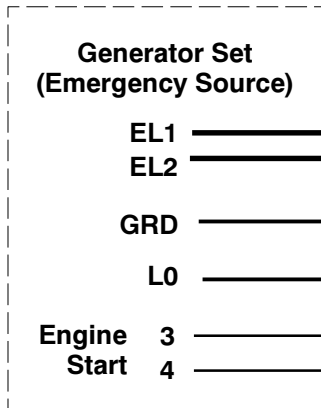 Generator Set
(Emergency Source)
EL1
EL2
GRD
L0
Engine 3
Start 4